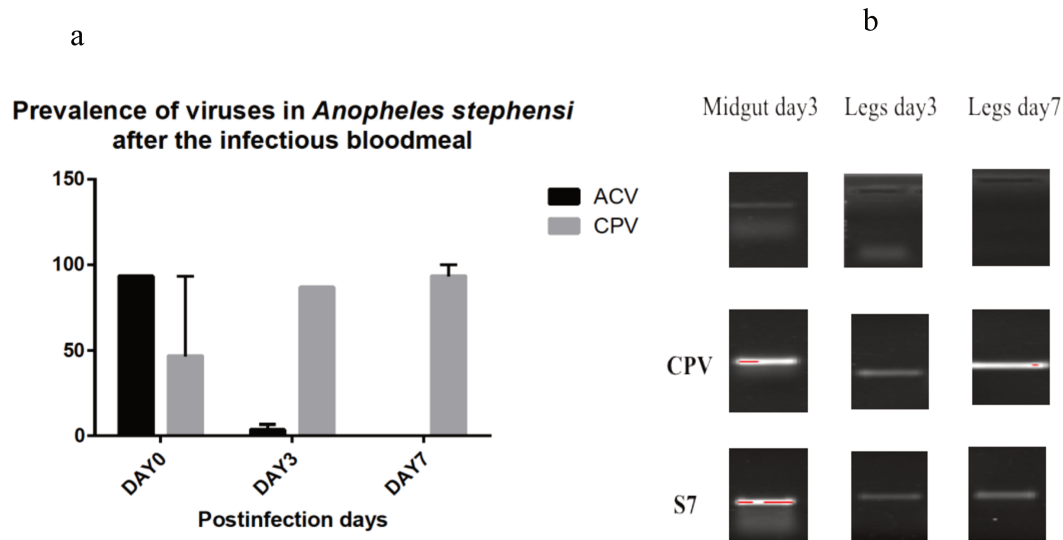 a
Prevalence of viruses in Anopheles stephensi
after the infectious bloodmeal
150
100
50
0
DAY0
DAY3
DAY7
Postinfection days
ACV
CPV
b
Midgut day3 Legs day3 Legs day7
CPV
S7